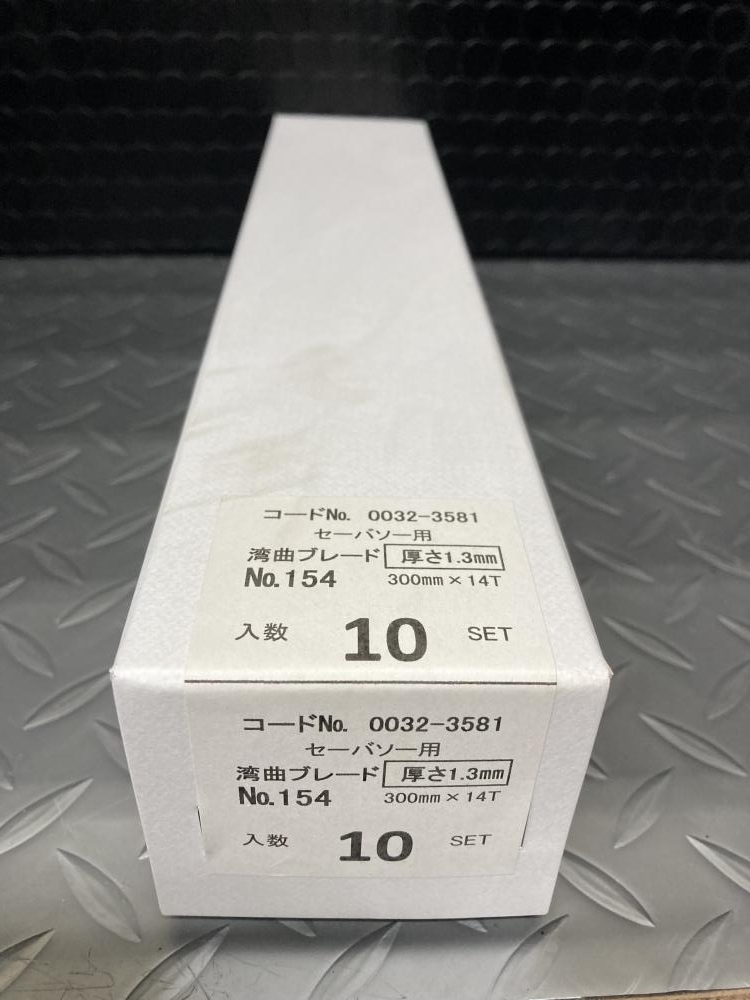 コードNo. 0032-3581
セーバソー用
湾曲ブレード 厚さ1.3mm
No.154 300mm×14T
入数 10 SET
コードNo. 0032-3581
セーバソー用
湾曲ブレード 厚さ1.3mm
No.154 300mm×14T
入数 10 SET